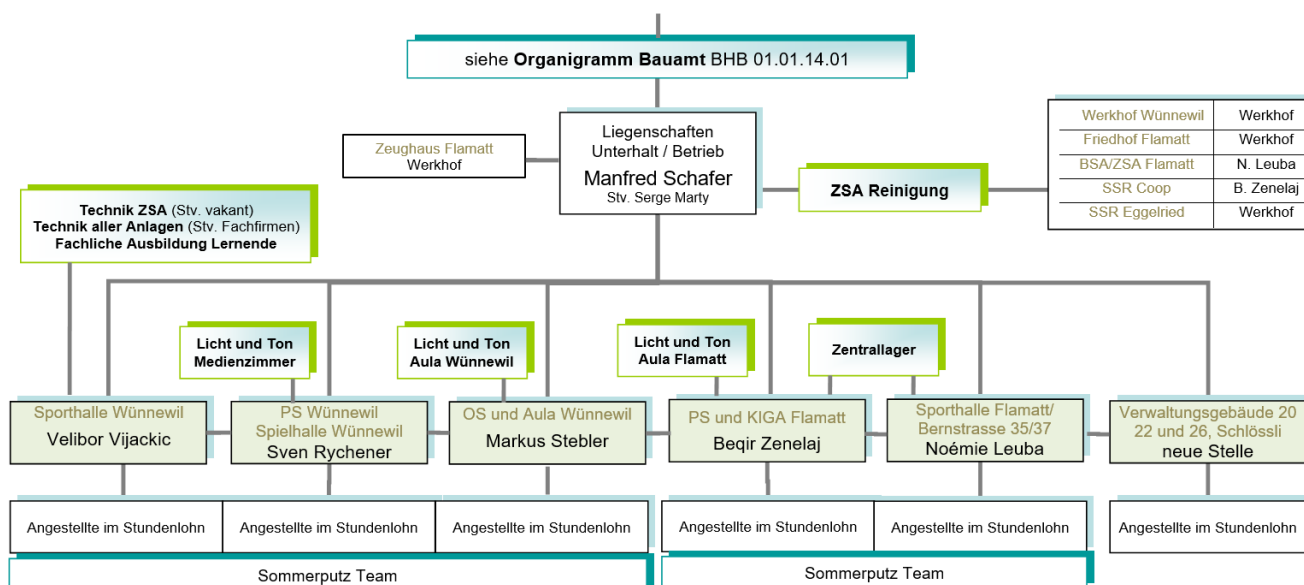 siehe Organigramm Bauamt BHB 01.01.14.01
Liegenschaften
Unterhalt / Betrieb
Manfred Schafer
Stv. Serge Marty
Zeughaus Flamatt
Werkhof
ZSA Reinigung
Werkhof Wünnewil Werkhof
Friedhof Flamatt Werkhof
BSA/ZSA Flamatt N. Leuba
SSR Coop B. Zenelaj
SSR Eggelried Werkhof
Technik ZSA (Stv. vakant)
Technik aller Anlagen (Stv. Fachfirmen)
Fachliche Ausbildung Lernende
Licht und Ton
Medienzimmer
Licht und Ton
Aula Wünnewil
Licht und Ton
Aula Flamatt
Zentrallager
Sporthalle Wünnewil
Velibor Vijackic
PS Wünnewil
Spielhalle Wünnewil
Sven Rychener
OS und Aula Wünnewil
Markus Stebler
PS und KIGA Flamatt
Beqir Zenelaj
Sporthalle Flamatt/
Bernstrasse 35/37
Noémie Leuba
Verwaltungsgebäude 20
22 und 26, Schlössli
neue Stelle
Angestellte im Stundenlohn
Angestellte im Stundenlohn
Angestellte im Stundenlohn
Angestellte im Stundenlohn
Angestellte im Stundenlohn
Angestellte im Stundenlohn
Sommerputz Team
Sommerputz Team